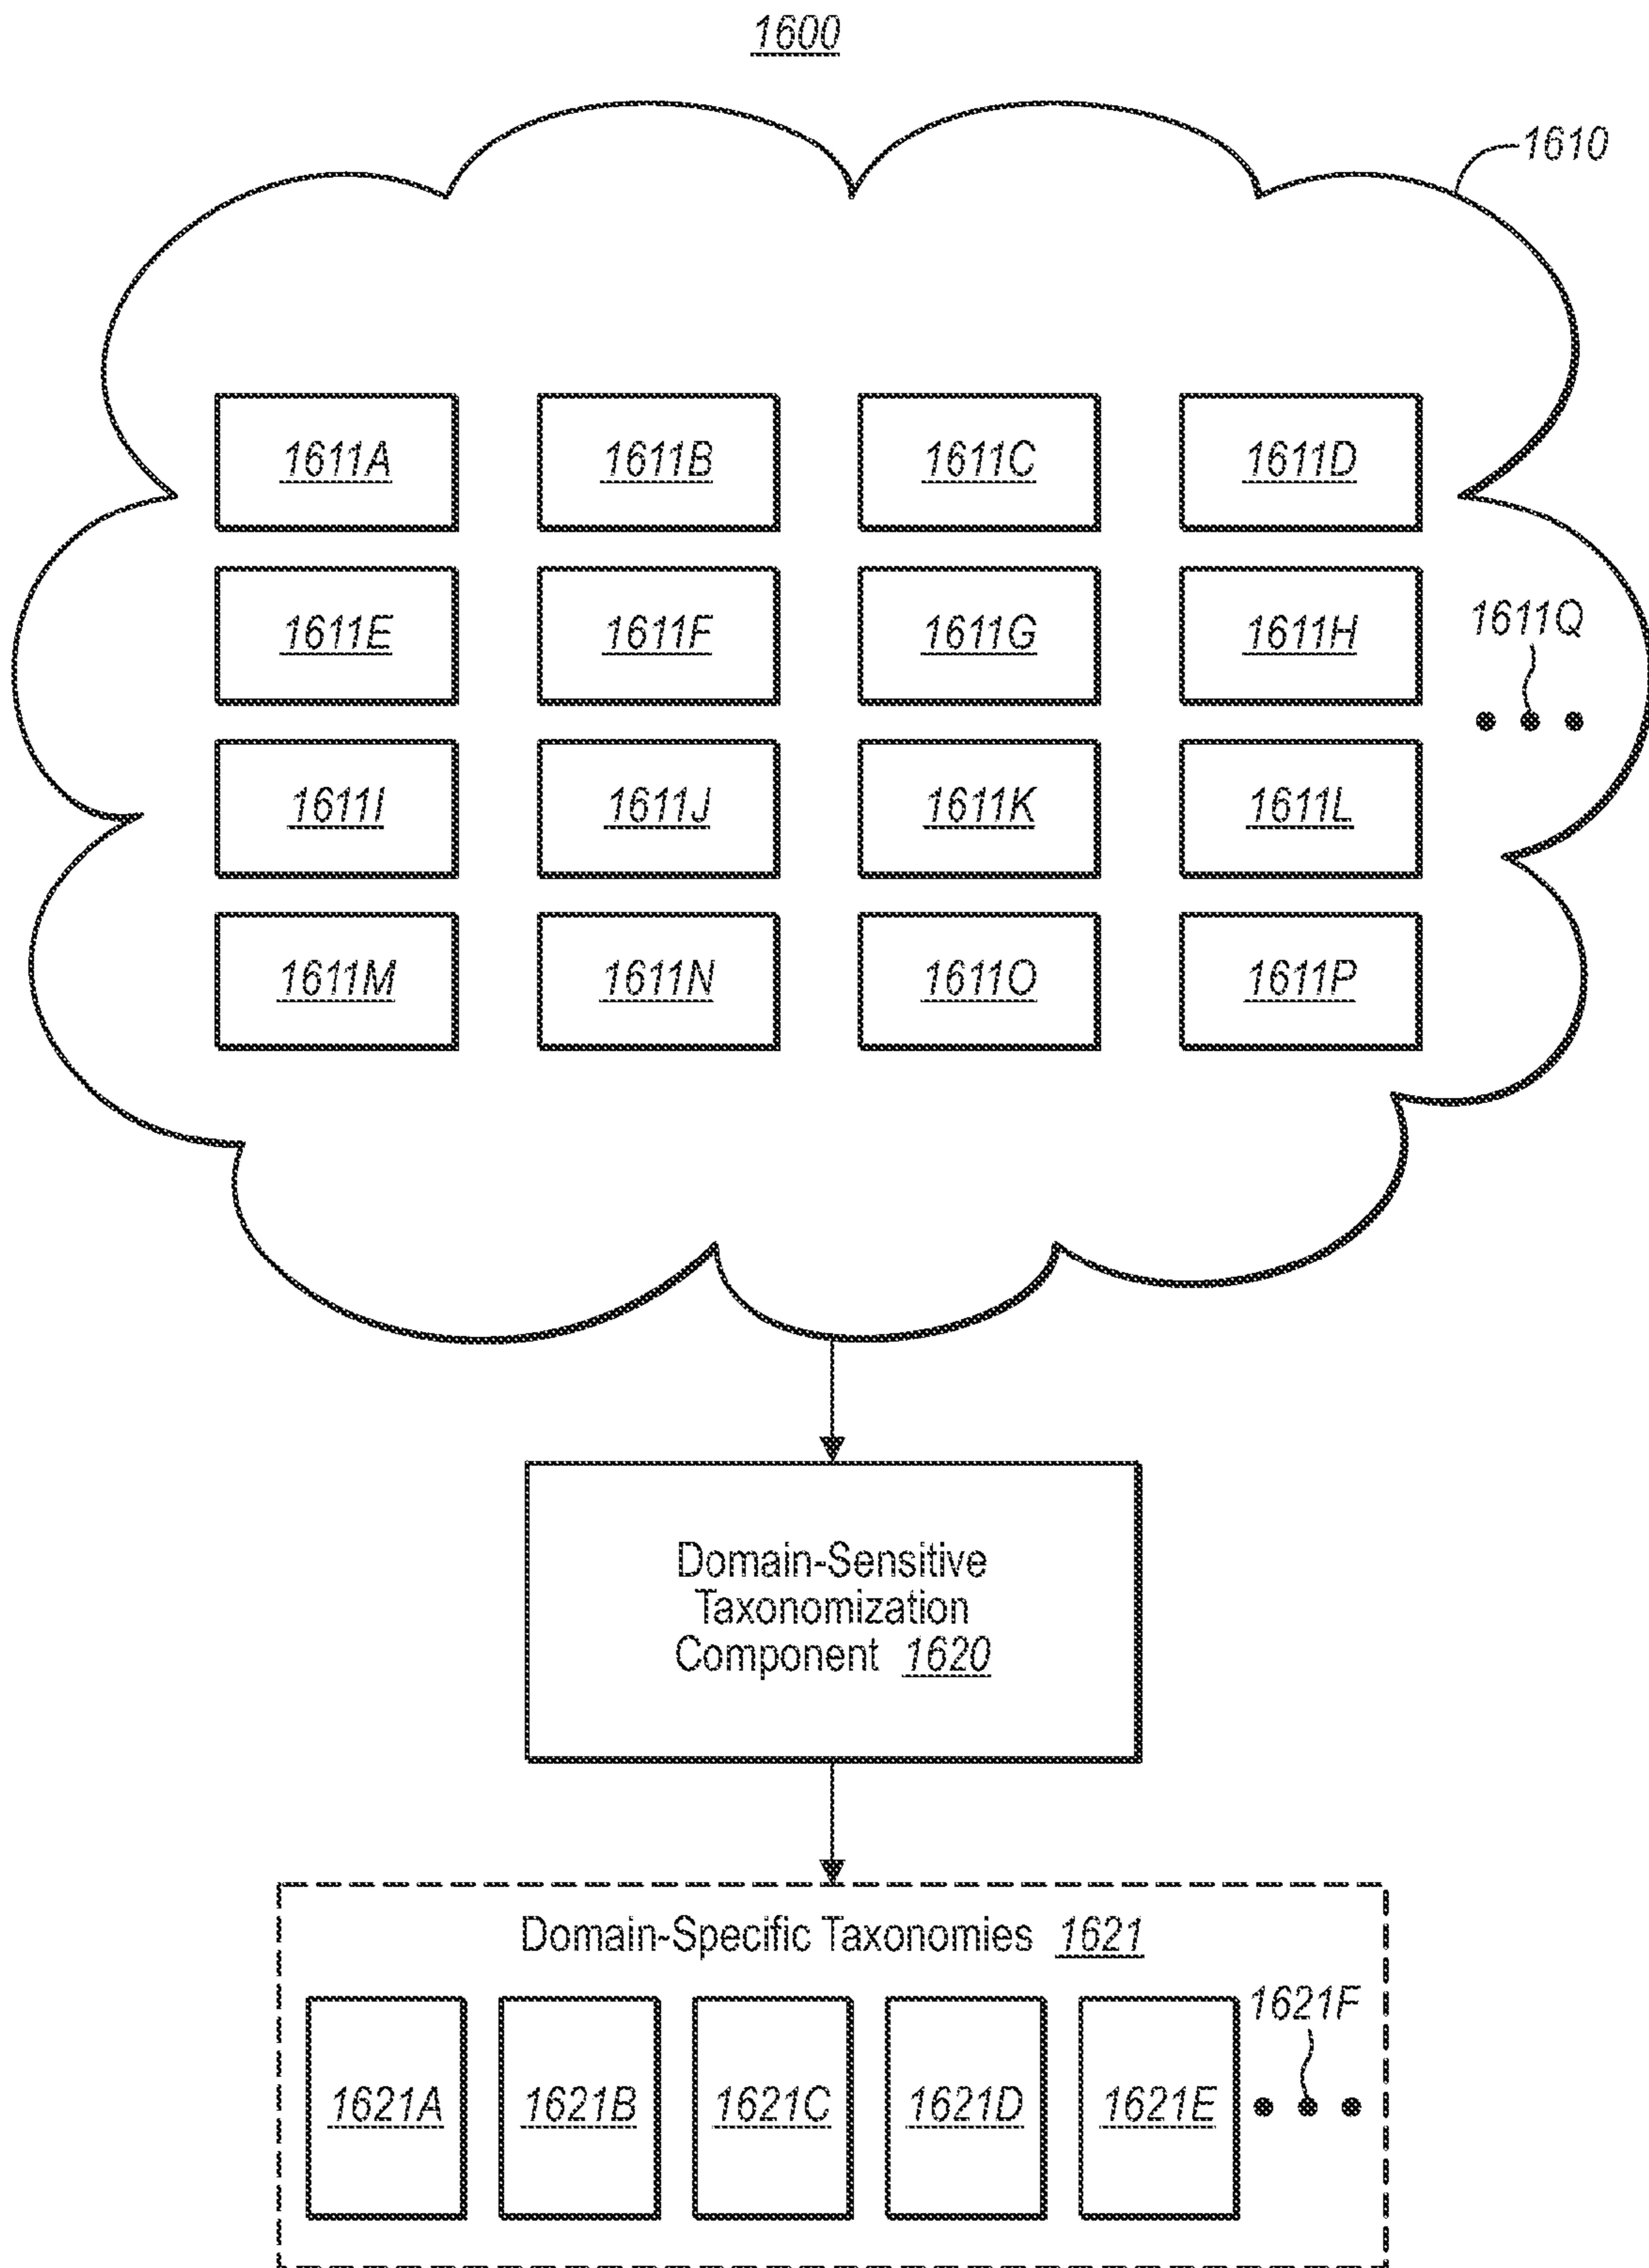 1600
1610
1611A 1611B 1611C 1611D
1611E 1611F 1611G 1611H
1611Q
1611I 1611J 1611K 1611L
1611M 1611N 1611O 1611P
Domain-Sensitive
Taxonomization
Component 1620
Domain-Specific Taxonomies 1621
1621F
1621A 1621B 1621C 1621D 1621E